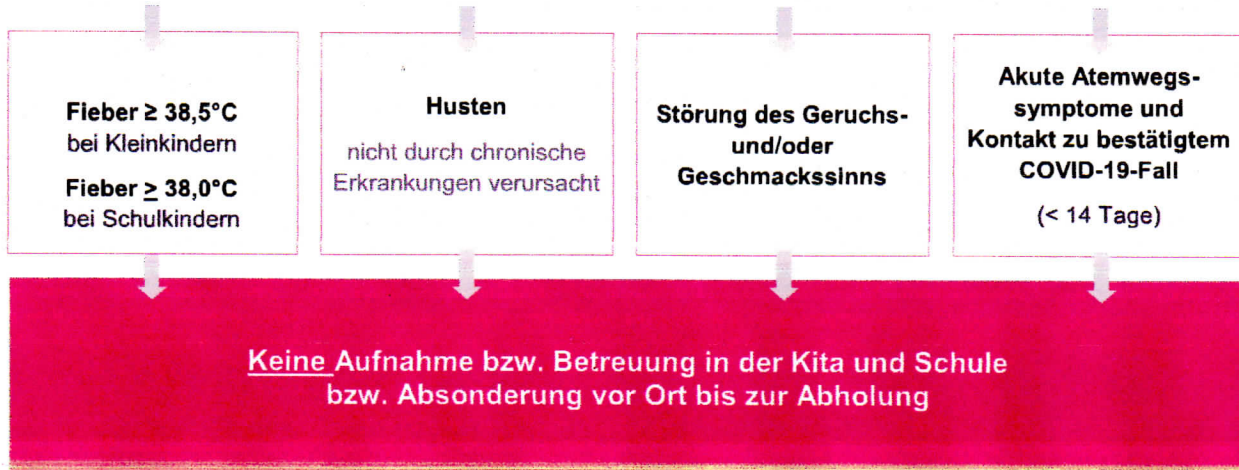 Fieber ≥ 38,5°C
bei Kleinkindern
Fieber ≥ 38,0°C
bei Schulkindern
Husten
nicht durch chronische
Erkrankungen verursacht
Störung des Geruchs-
und/oder
Geschmackssinns
Akute Atemwegs-
symptome und
Kontakt zu bestätigtem
COVID-19-Fall
(< 14 Tage)
Keine Aufnahme bzw. Betreuung in der Kita und Schule
bzw. Absonderung vor Ort bis zur Abholung